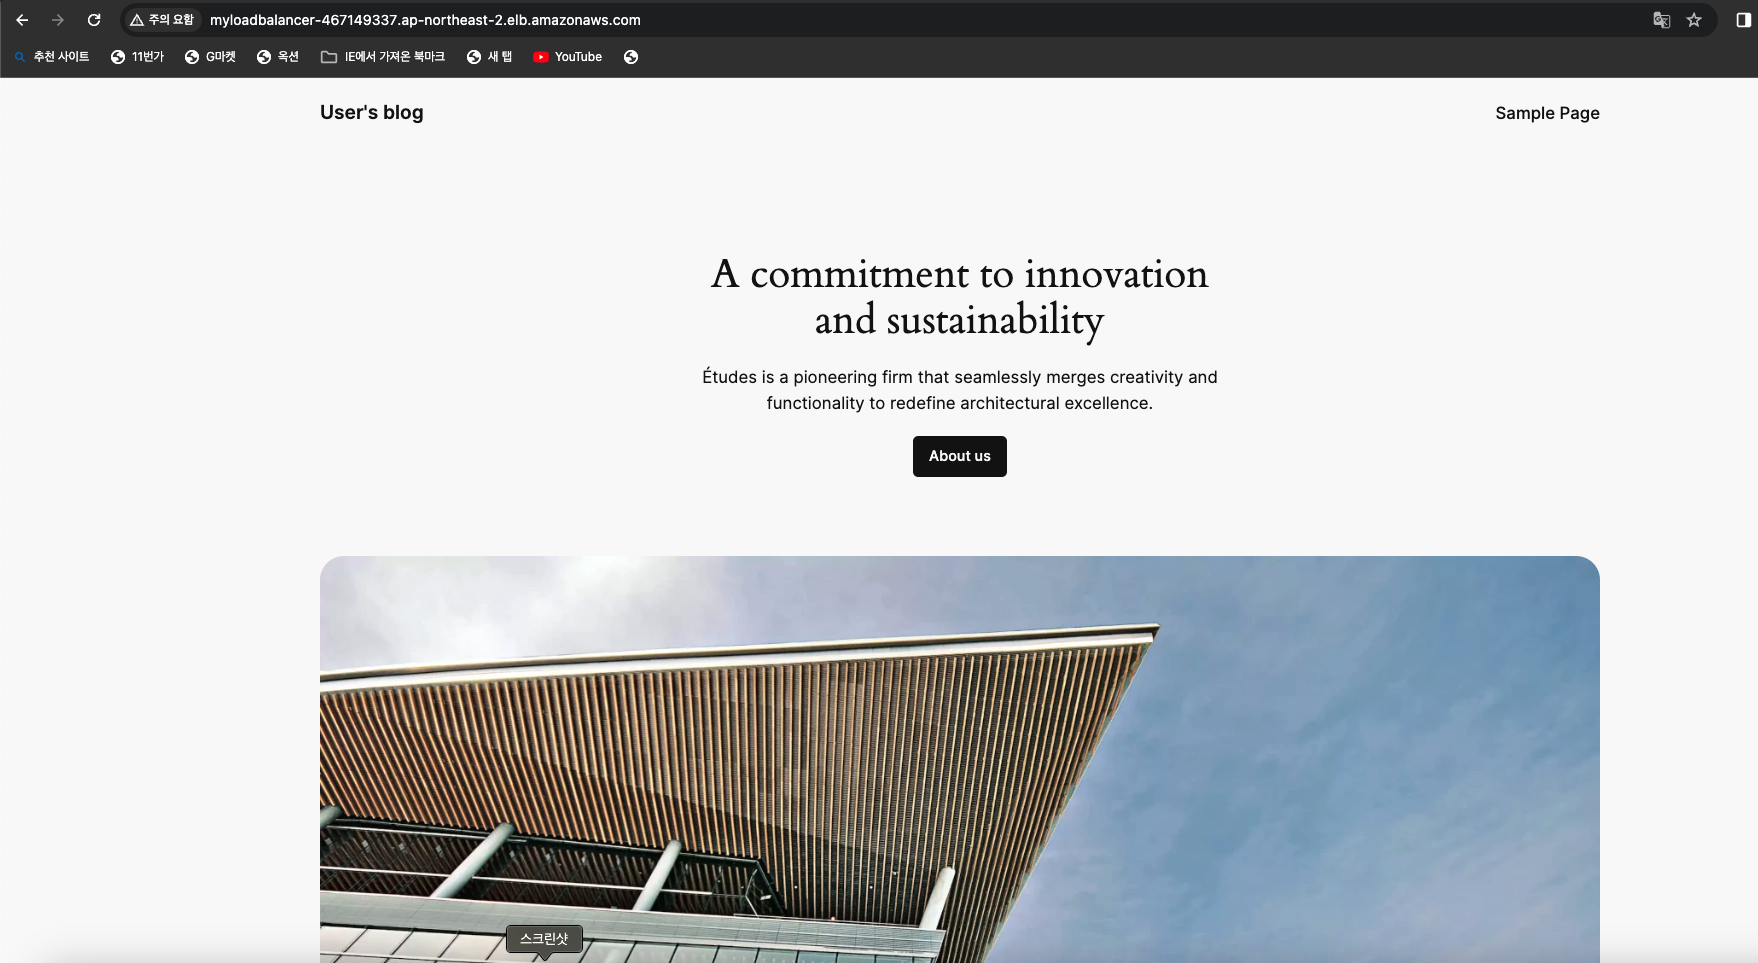 주의 요함 myloadbalancer-467149337.ap-northeast-2.elb.amazonaws.com
추천 사이트 11번가 G마켓 옥션 IE에서 가져온 북마크 새 탭 YouTube
User's blog Sample Page
A commitment to innovation
and sustainability
Études is a pioneering firm that seamlessly merges creativity and
functionality to redefine architectural excellence.
About us
스크린샷